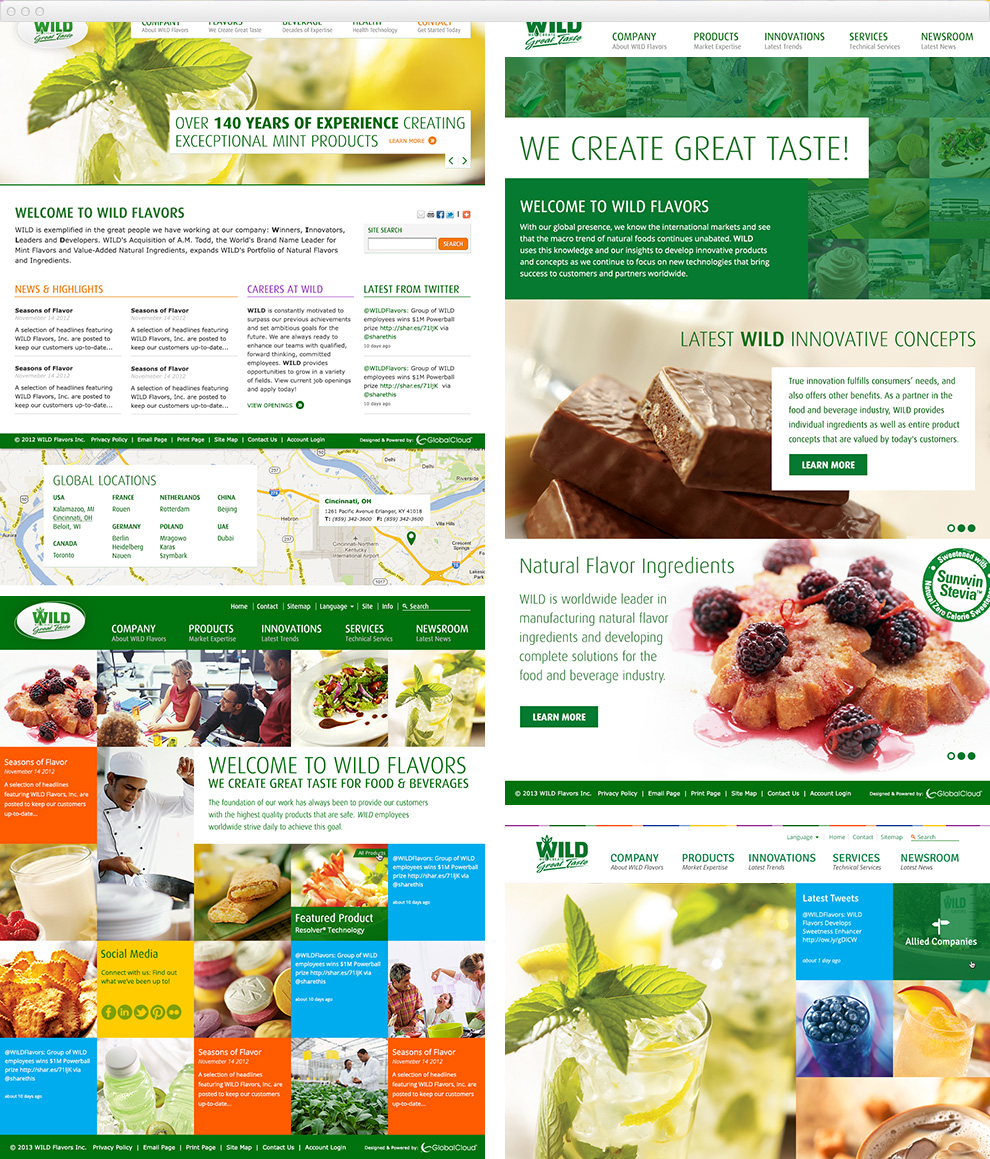 WILD
Great Taste
COMPANY
About WILD Flavors
FLAVORS
We Create Great Taste
BEVERAGE
Decades of Expertise
HEALTH
Health Technology
CONTACT
Get Started Today
OVER 140 YEARS OF EXPERIENCE CREATING
EXCEPTIONAL MINT PRODUCTS LEARN MORE
WELCOME TO WILD FLAVORS
WILD is exemplified in the great people we have working at our company: Winners, Innovators,
Leaders and Developers. WILD's Acquisition of A.M. Todd, the World's Brand Name Leader for
Mint Flavors and Value-Added Natural Ingredients, expands WILD's Portfolio of Natural Flavors
and Ingredients.
SITE SEARCH
SEARCH
NEWS & HIGHLIGHTS
Seasons of Flavor
Novemeber 14 2012
A selection of headlines featuring
WILD Flavors, Inc. are posted to
keep our customers up-to-date...
Seasons of Flavor
Novemeber 14 2012
A selection of headlines featuring
WILD Flavors, Inc. are posted to
keep our customers up-to-date...
Seasons of Flavor
A selection of headlines featuring
WILD Flavors, Inc. are posted to
keep our customers up-to-date...
Seasons of Flavor
A selection of headlines featuring
WILD Flavors, Inc. are posted to
keep our customers up-to-date...
CAREERS AT WILD
WILD is constantly motivated to
surpass our previous achievements
and set ambitious goals for the
future. We are always ready to
enhance our teams with qualified,
forward thinking, committed
employees. WILD provides
opportunities to grow in a variety
of fields. View current job openings
and apply today!
VIEW OPENINGS
LATEST FROM TWITTER
@WILDFlavors: Group of WILD
employees wins $1M Powerball
prize http://shar.es/71IJK via
@sharethis
10 days ago
@WILDFlavors: Group of WILD
employees wins $1M Powerball
prize http://shar.es/71IJK via
@sharethis
10 days ago
© 2012 WILD Flavors Inc. Privacy Policy | Email Page | Print Page | Site Map | Contact Us | Account Login
Designed & Powered by: GlobalCloud
GLOBAL LOCATIONS
USA
Kalamazoo, MI
Cincinnati, OH
Beloit, WI
CANADA
Toronto
FRANCE
Rouen
GERMANY
Berlin
Heidelberg
Nauen
NETHERLANDS
Rotterdam
POLAND
Mragowo
Karas
Szymbark
CHINA
Beijing
UAE
Dubai
Cincinnati, OH
1261 Pacific Avenue Erlanger, KY 41018
T: (859) 342-3600 F: (859) 342-3600
Delhi
Riverside
Hebron
Villa Hills
Cincinnati-Northern
Kentucky
International Airport
Crescent
Springs
WILD
Great Taste
Home | Contact | Sitemap | Language | Site | Info | Search
COMPANY
About WILD Flavors
PRODUCTS
Market Expertise
INNOVATIONS
Latest Trends
SERVICES
Technical Servics
NEWSROOM
Latest News
Seasons of Flavor
Novemeber 14 2012
A selection of headlines
featuring WILD Flavors, Inc. are
posted to keep our customers
up-to-date...
WELCOME TO WILD FLAVORS
WE CREATE GREAT TASTE FOR FOOD & BEVERAGES
The foundation of our work has always been to provide our customers
with the highest quality products that are safe. WILD employees
worldwide strive daily to achieve this goal.
All Products
Featured Product
Resolver® Technology
@WILDFlavors: Group of WILD
employees wins $1M Powerball
prize http://shar.es/71IJK via
@sharethis
about 10 days ago
Social Media
Connect with us: Find out
what we've been up to!
@WILDFlavors: Group of WILD
employees wins $1M Powerball
prize http://shar.es/71IJK via
@sharethis
about 10 days ago
@WILDFlavors: Group of WILD
employees wins $1M Powerball
prize http://shar.es/71IJK via
@sharethis
about 10 days ago
Seasons of Flavor
Novemeber 14 2012
A selection of headlines
featuring WILD Flavors, Inc. are
posted to keep our customers
up-to-date...
Seasons of Flavor
Novemeber 14 2012
A selection of headlines
featuring WILD Flavors, Inc. are
posted to keep our customers
up-to-date...
© 2013 WILD Flavors Inc. Privacy Policy | Email Page | Print Page | Site Map | Contact Us | Account Login
Designed & Powered by: GlobalCloud
WILD
Great Taste
COMPANY
About WILD Flavors
PRODUCTS
Market Expertise
INNOVATIONS
Latest Trends
SERVICES
Technical Services
NEWSROOM
Latest News
WE CREATE GREAT TASTE!
WELCOME TO WILD FLAVORS
With our global presence, we know the international markets and see
that the macro trend of natural foods continues unabated. WILD
uses this knowledge and our insights to develop innovative products
and concepts as we continue to focus on new technologies that bring
success to customers and partners worldwide.
LATEST WILD INNOVATIVE CONCEPTS
True innovation fulfills consumers' needs, and
also offers other benefits. As a partner in the
food and beverage industry, WILD provides
individual ingredients as well as entire product
concepts that are valued by today's customers.
LEARN MORE
Natural Flavor Ingredients
WILD is worldwide leader in
manufacturing natural flavor
ingredients and developing
complete solutions for the
food and beverage industry.
LEARN MORE
Sweetened with
Sunwin
Stevia™
Natural Zero Calorie Sweetener
© 2013 WILD Flavors Inc. Privacy Policy | Email Page | Print Page | Site Map | Contact Us | Account Login
Designed & Powered by: GlobalCloud
Language | Home | Contact | Sitemap Search
WILD
WE CREATE
Great Taste
COMPANY
About WILD Flavors
PRODUCTS
Market Expertise
INNOVATIONS
Latest Trends
SERVICES
Technical Services
NEWSROOM
Latest News
Latest Tweets
@WILDFlavors: WILD
Flavors Develops
Sweetness Enhancer
http://ow.ly/gDICW
about 1 day ago
WILD
Allied Companies